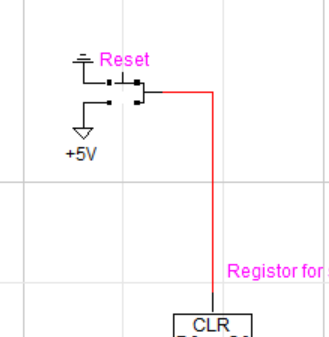 Reset
+5V
Registor for
CLR